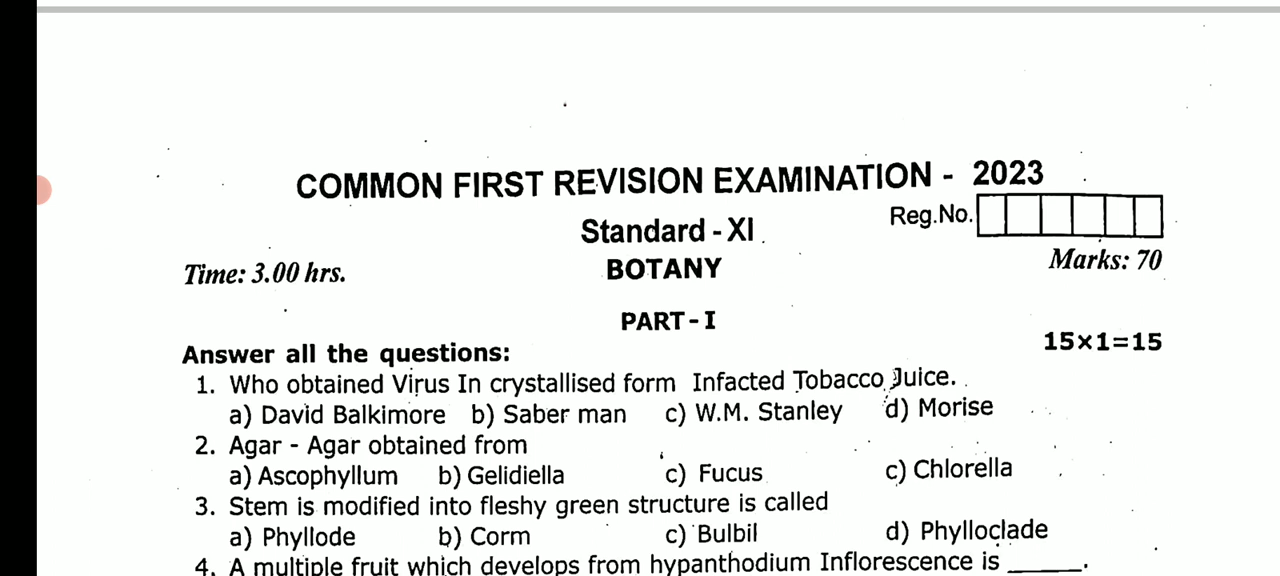 COMMON FIRST REVISION EXAMINATION - 2023
Standard - XI
Reg.No.
Time: 3.00 hrs.
BOTANY
Marks: 70
PART - I
Answer all the questions:
15×1=15
1. Who obtained Virus In crystallised form Infacted Tobacco Juice.
a) David Balkimore b) Saber man c) W.M. Stanley d) Morise
2. Agar - Agar obtained from
a) Ascophyllum b) Gelidiella c) Fucus c) Chlorella
3. Stem is modified into fleshy green structure is called
a) Phyllode b) Corm c) Bulbil d) Phylloclade
4. A multiple fruit which develops from hypanthodium Inflorescence is _____.